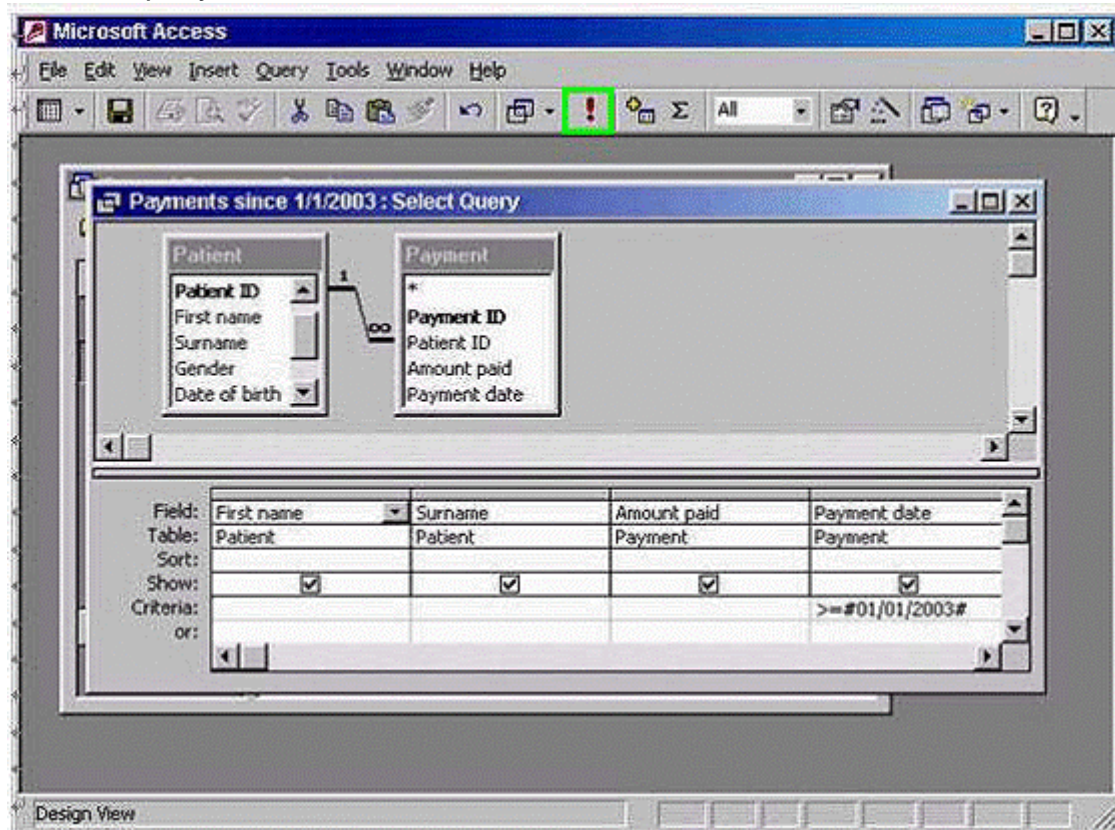 Microsoft Access
File Edit View Insert Query Tools Window Help
All
Payments since 1/1/2003 : Select Query
Patient
Patient ID
First name
Surname
Gender
Date of birth
1
∞
Payment
*
Payment ID
Patient ID
Amount paid
Payment date
Field: First name Surname Amount paid Payment date
Table: Patient Patient Payment Payment
Sort:
Show:
Criteria: >=#01/01/2003#
or:
Design View